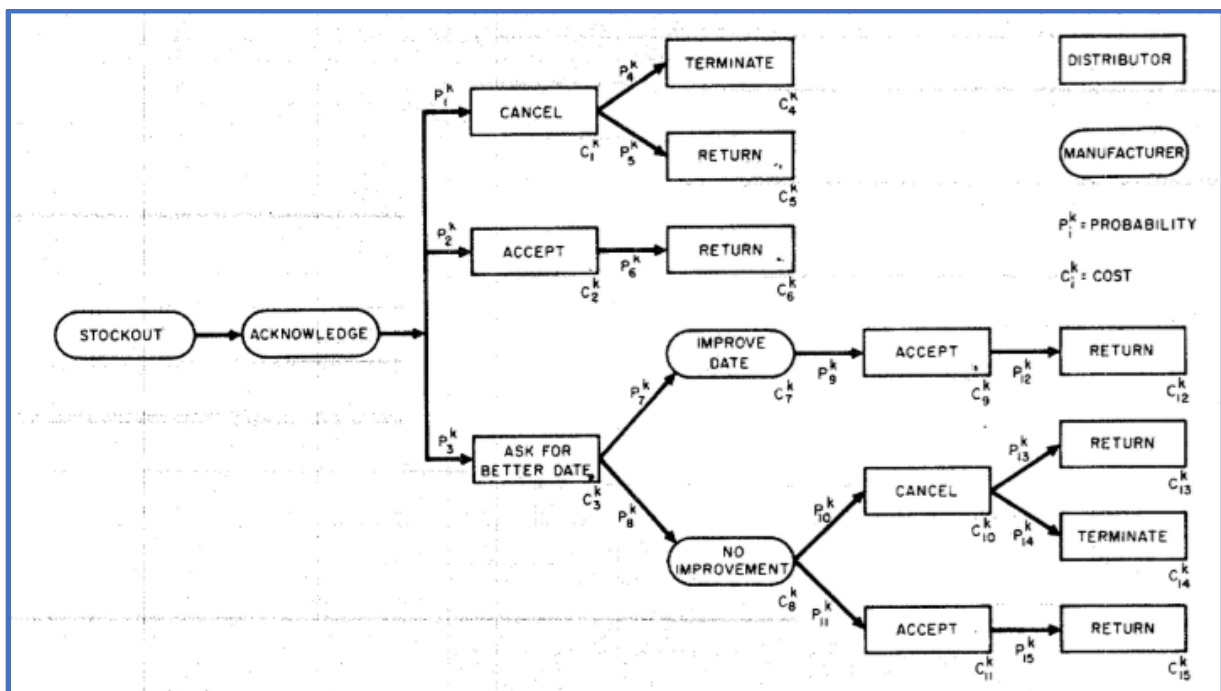 TERMINATE
DISTRIBUTOR
P₄ᵏ
P₁ᵏ
C₄ᵏ
CANCEL
C₁ᵏ
P₅ᵏ
RETURN
MANUFACTURER
C₅ᵏ
P₂ᵏ
Pᵢᵏ = PROBABILITY
ACCEPT
P₆ᵏ
RETURN
C₂ᵏ
C₆ᵏ
Cᵢᵏ = COST
STOCKOUT
ACKNOWLEDGE
IMPROVE
DATE
P₉ᵏ
ACCEPT
P₁₂ᵏ
RETURN
P₇ᵏ
C₇ᵏ
C₉ᵏ
C₁₂ᵏ
P₃ᵏ
ASK FOR
BETTER DATE
C₃ᵏ
P₁₃ᵏ
RETURN
C₁₃ᵏ
P₈ᵏ
P₁₀ᵏ
CANCEL
C₁₀ᵏ
P₁₄ᵏ
TERMINATE
C₁₄ᵏ
NO
IMPROVEMENT
C₈ᵏ
P₁₁ᵏ
ACCEPT
C₁₁ᵏ
P₁₅ᵏ
RETURN
C₁₅ᵏ